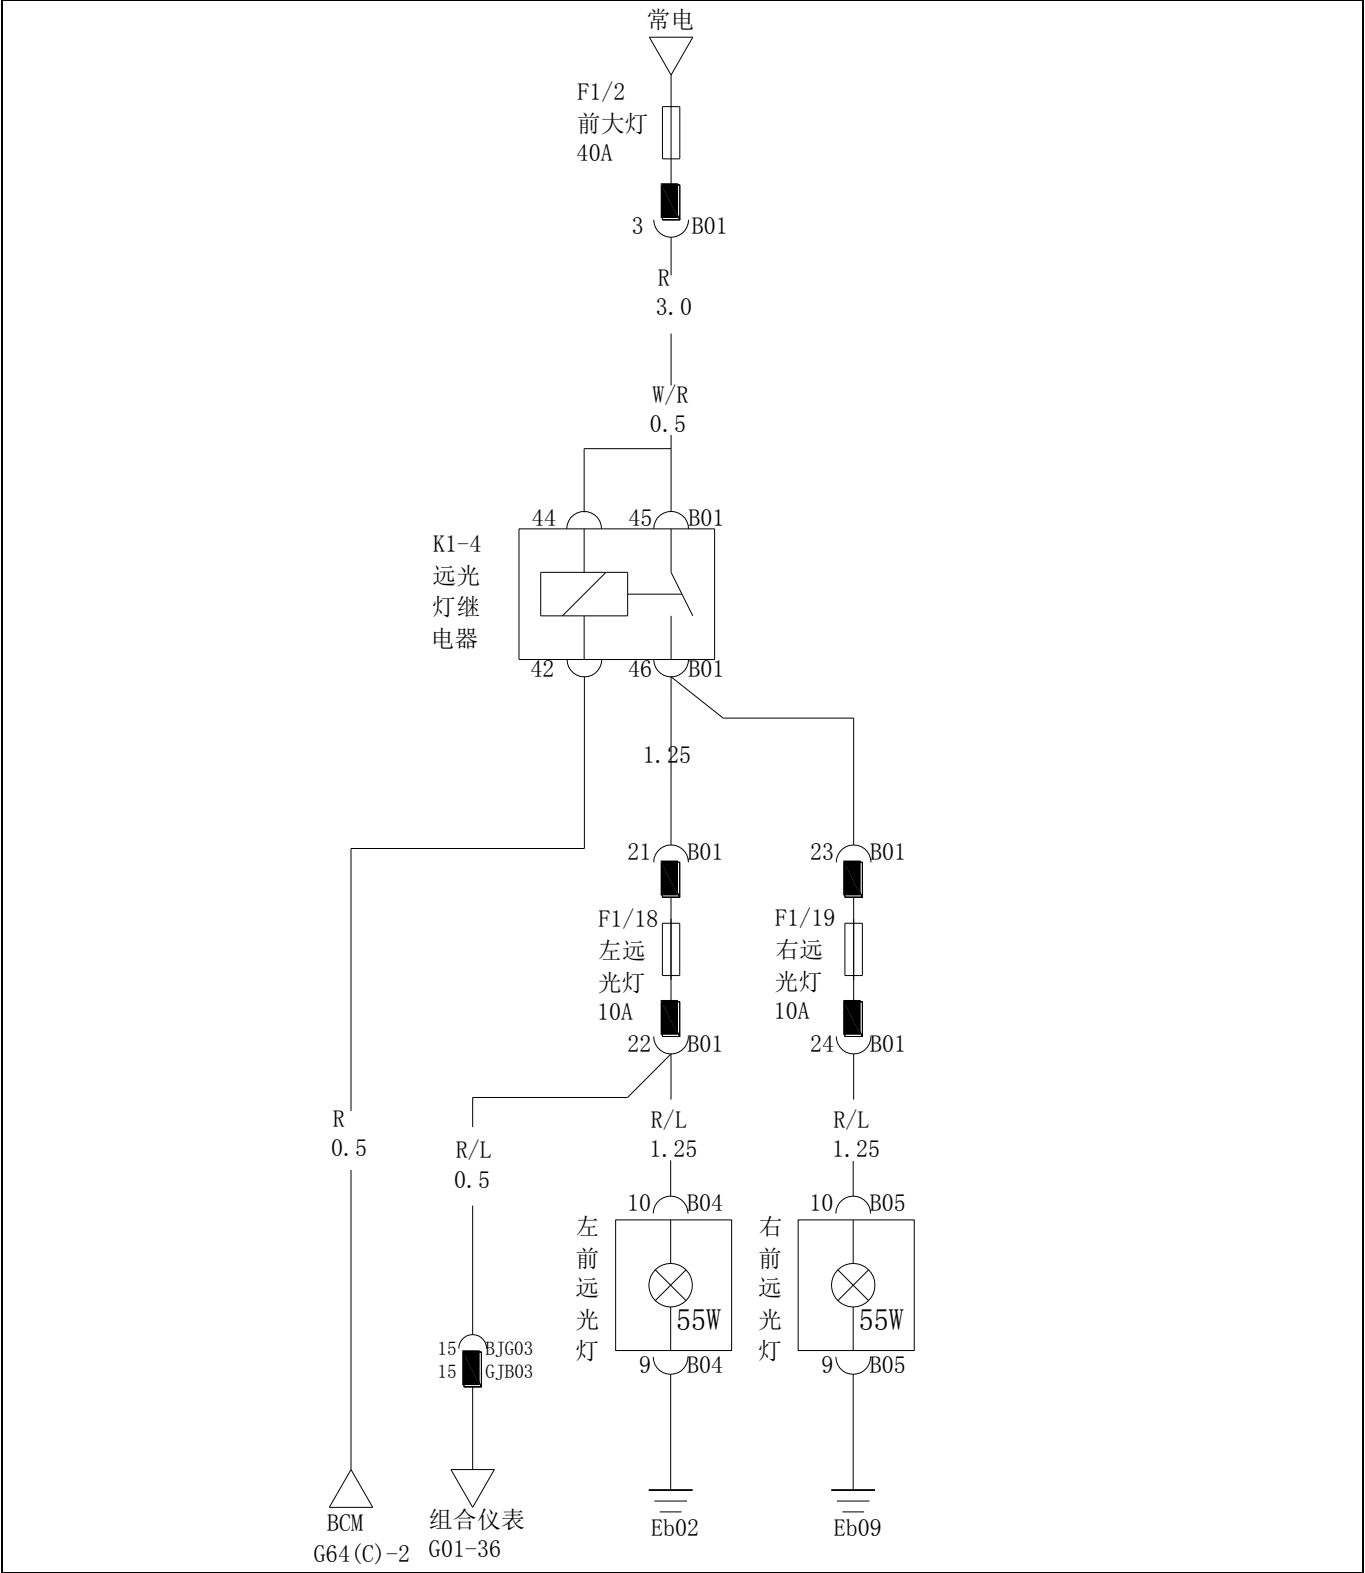 常电
F1/2
前大灯
40A
3
B01
R
3.0
W/R
0.5
44
45
B01
K1-4
远光
灯继
电器
42
46
B01
1.25
21
B01
23
B01
F1/18
左远
光灯
10A
F1/19
右远
光灯
10A
22
B01
24
B01
R
0.5
R/L
0.5
R/L
1.25
R/L
1.25
10
B04
10
B05
左
前
远
光
灯
55W
右
前
远
光
灯
55W
9
B04
9
B05
15
BJG03
15
GJB03
BCM
G64(C)-2
组合仪表
G01-36
Eb02
Eb09